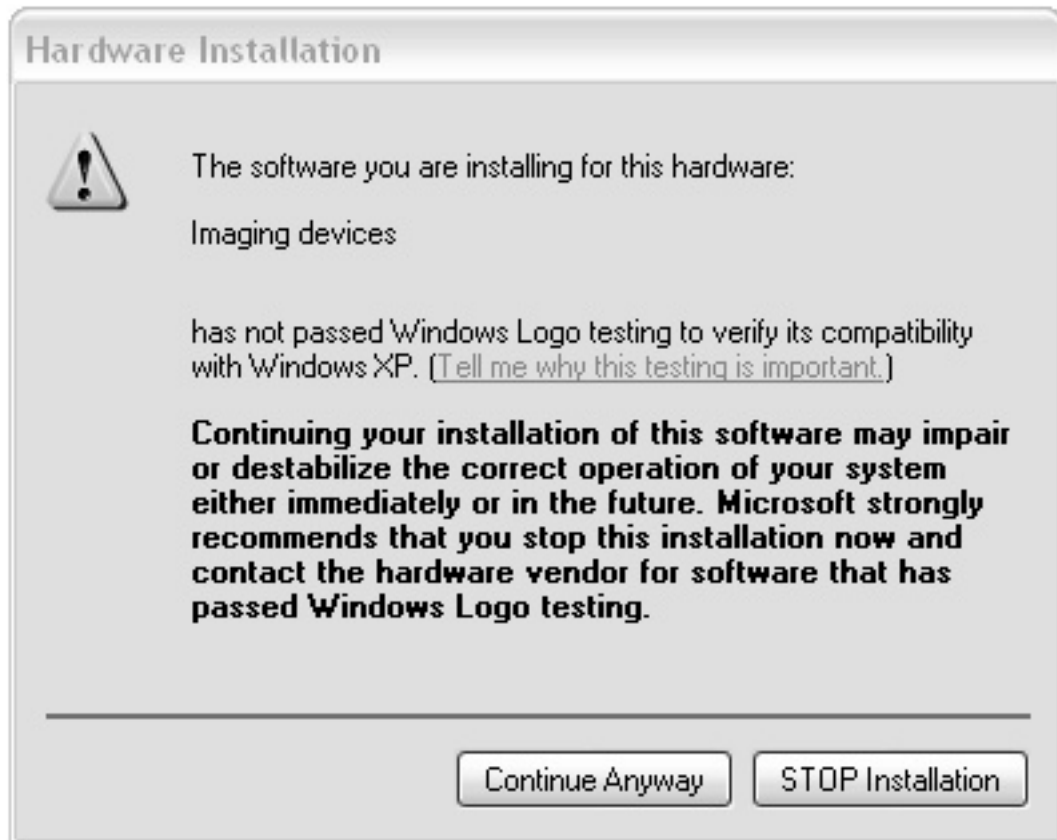 Hardware Installation
The software you are installing for this hardware:
Imaging devices
has not passed Windows Logo testing to verify its compatibility
with Windows XP. (Tell me why this testing is important.)
Continuing your installation of this software may impair
or destabilize the correct operation of your system
either immediately or in the future. Microsoft strongly
recommends that you stop this installation now and
contact the hardware vendor for software that has
passed Windows Logo testing.
Continue Anyway STOP Installation